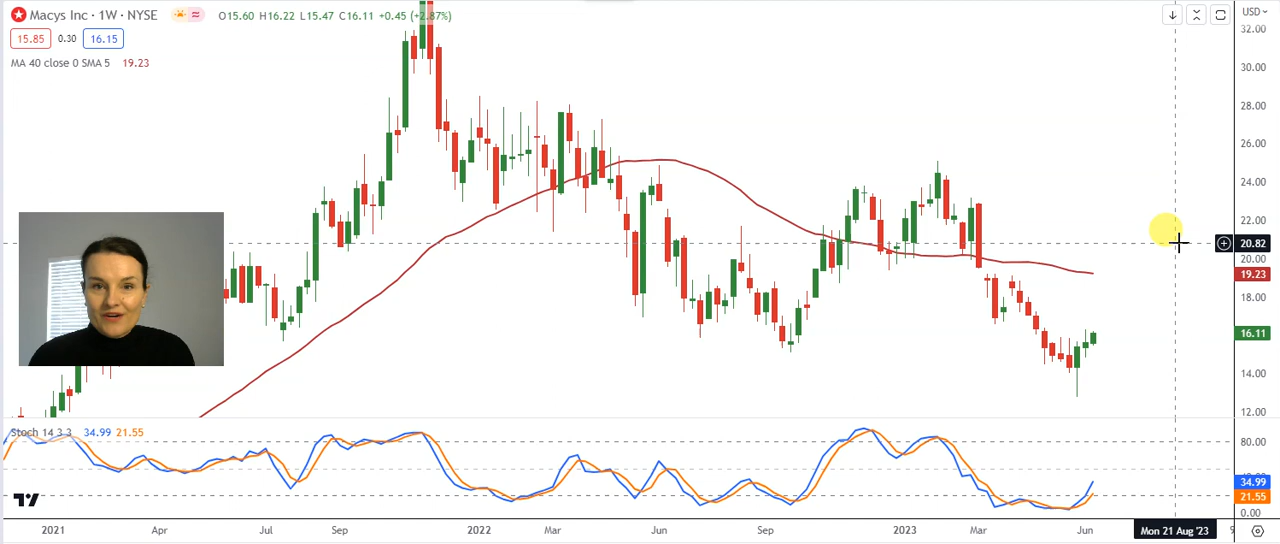 Macys Inc · 1W · NYSE O15.60 H16.22 L15.47 C16.11 +0.45 (+2.87%)
USD
15.85 0.30 16.15
MA 40 close 0 SMA 5 19.23
32.00
30.00
28.00
26.00
24.00
22.00
20.82
20.00
19.23
18.00
16.11
14.00
12.00
Stoch 14 3 3 34.99 21.55
80.00
34.99
21.55
0.00
2021 Apr Jul Sep 2022 Mar Jun Sep 2023 Mar Jun Mon 21 Aug '23